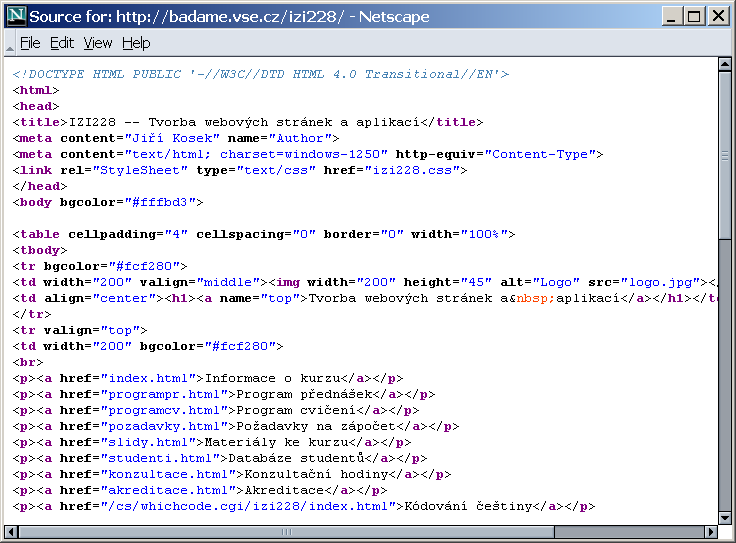 Source for: http://badame.vse.cz/izi228/ - Netscape
File Edit View Help
<!DOCTYPE HTML PUBLIC '-//W3C//DTD HTML 4.0 Transitional//EN'>
<html>
<head>
<title>IZI228 -- Tvorba webových stránek a aplikací</title>
<meta content="Jiří Kosek" name="Author">
<meta content="text/html; charset=windows-1250" http-equiv="Content-Type">
<link rel="StyleSheet" type="text/css" href="izi228.css">
</head>
<body bgcolor="#fffbd3">
<table cellpadding="4" cellspacing="0" border="0" width="100%">
<tbody>
<tr bgcolor="#fcf280">
<td width="200" valign="middle"><img width="200" height="45" alt="Logo" src="logo.jpg"></
<td align="center"><h1><a name="top">Tvorba webových stránek a&nbsp;aplikací</a></h1></t
</tr>
<tr valign="top">
<td width="200" bgcolor="#fcf280">
<br>
<p><a href="index.html">Informace o kurzu</a></p>
<p><a href="programpr.html">Program přednášek</a></p>
<p><a href="programcv.html">Program cvičení</a></p>
<p><a href="pozadavky.html">Požadavky na zápočet</a></p>
<p><a href="slidy.html">Materiály ke kurzu</a></p>
<p><a href="studenti.html">Databáze studentů</a></p>
<p><a href="konzultace.html">Konzultační hodiny</a></p>
<p><a href="akreditace.html">Akreditace</a></p>
<p><a href="/cs/whichcode.cgi/izi228/index.html">Kódování češtiny</a></p>